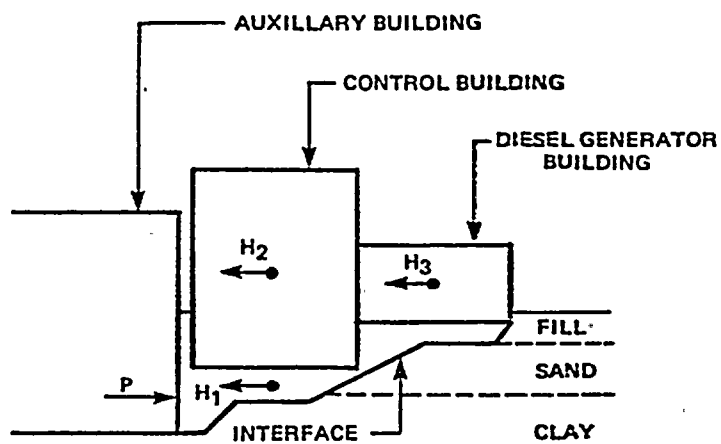 AUXILLARY BUILDING
CONTROL BUILDING
DIESEL GENERATOR
BUILDING
H2
H3
FILL
SAND
P
H1
INTERFACE
CLAY